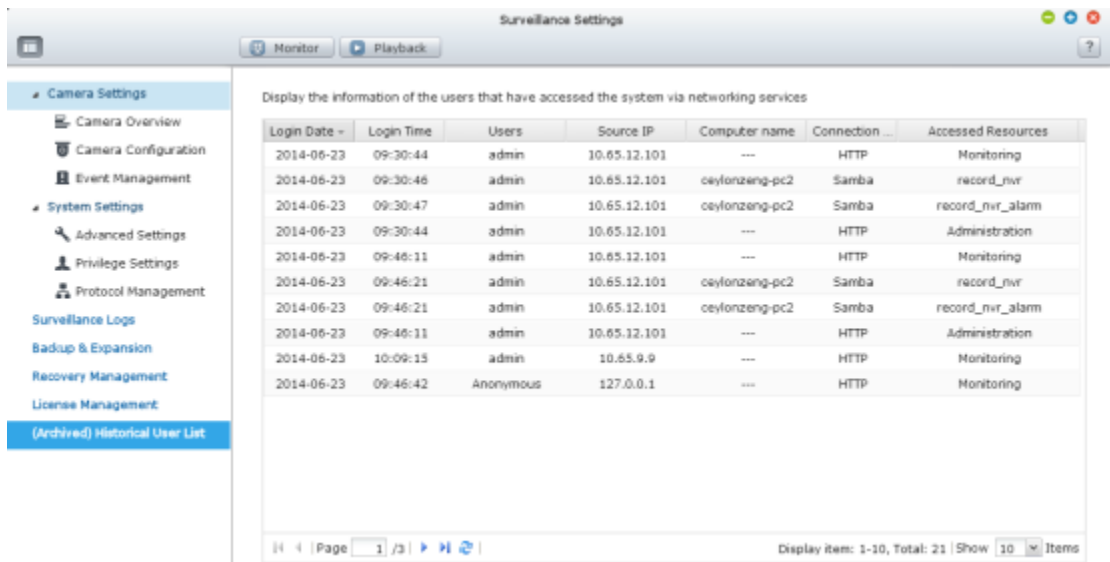 Surveillance Settings
Monitor Playback ?
Camera Settings
Camera Overview
Camera Configuration
Event Management
System Settings
Advanced Settings
Privilege Settings
Protocol Management
Surveillance Logs
Backup & Expansion
Recovery Management
License Management
(Archived) Historical User List
Display the information of the users that have accessed the system via networking services
Login Date Login Time Users Source IP Computer name Connection ... Accessed Resources
2014-06-23 09:30:44 admin 10.65.12.101 --- HTTP Monitoring
2014-06-23 09:30:46 admin 10.65.12.101 ceylonzeng-pc2 Samba record_nvr
2014-06-23 09:30:47 admin 10.65.12.101 ceylonzeng-pc2 Samba record_nvr_alarm
2014-06-23 09:30:44 admin 10.65.12.101 --- HTTP Administration
2014-06-23 09:46:11 admin 10.65.12.101 --- HTTP Monitoring
2014-06-23 09:46:21 admin 10.65.12.101 ceylonzeng-pc2 Samba record_nvr
2014-06-23 09:46:21 admin 10.65.12.101 ceylonzeng-pc2 Samba record_nvr_alarm
2014-06-23 09:46:11 admin 10.65.12.101 --- HTTP Administration
2014-06-23 10:09:15 admin 10.65.9.9 --- HTTP Monitoring
2014-06-23 09:46:42 Anonymous 127.0.0.1 --- HTTP Monitoring
Page 1 /3 Display item: 1-10, Total: 21 Show 10 Items